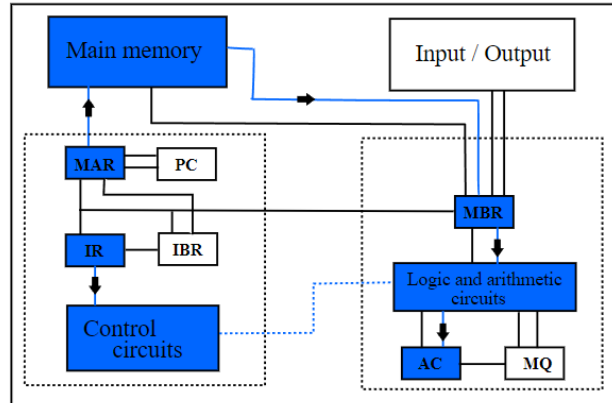 Main memory
Input / Output
MAR
PC
MBR
IR
IBR
Logic and arithmetic
circuits
Control
circuits
AC
MQ